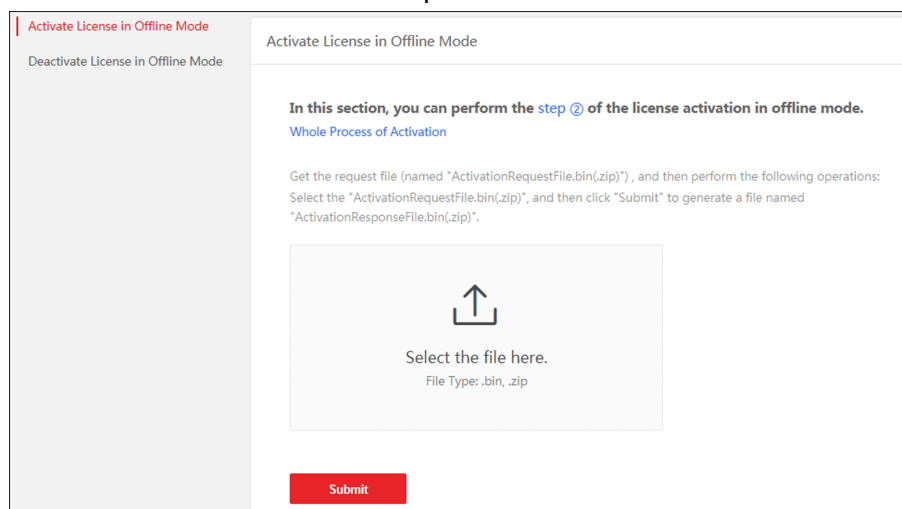 Activate License in Offline Mode
Deactivate License in Offline Mode
Activate License in Offline Mode
In this section, you can perform the step ② of the license activation in offline mode.
Whole Process of Activation
Get the request file (named "ActivationRequestFile.bin(.zip)") , and then perform the following operations:
Select the "ActivationRequestFile.bin(.zip)", and then click "Submit" to generate a file named
"ActivationResponseFile.bin(.zip)".
Select the file here.
File Type: .bin, .zip
Submit